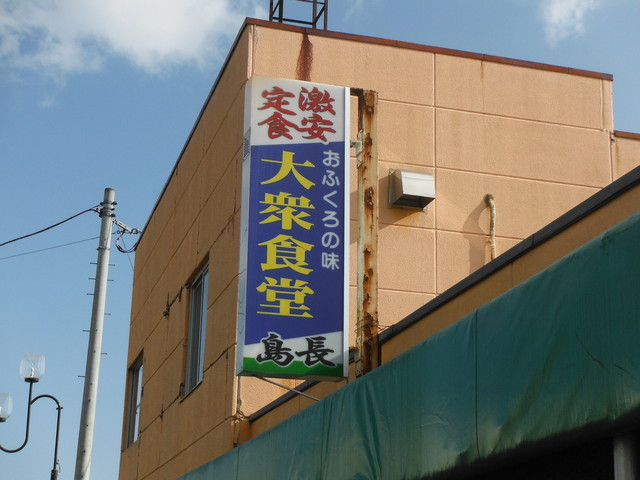 激安
定食
おふくろの味
大衆食堂
長島